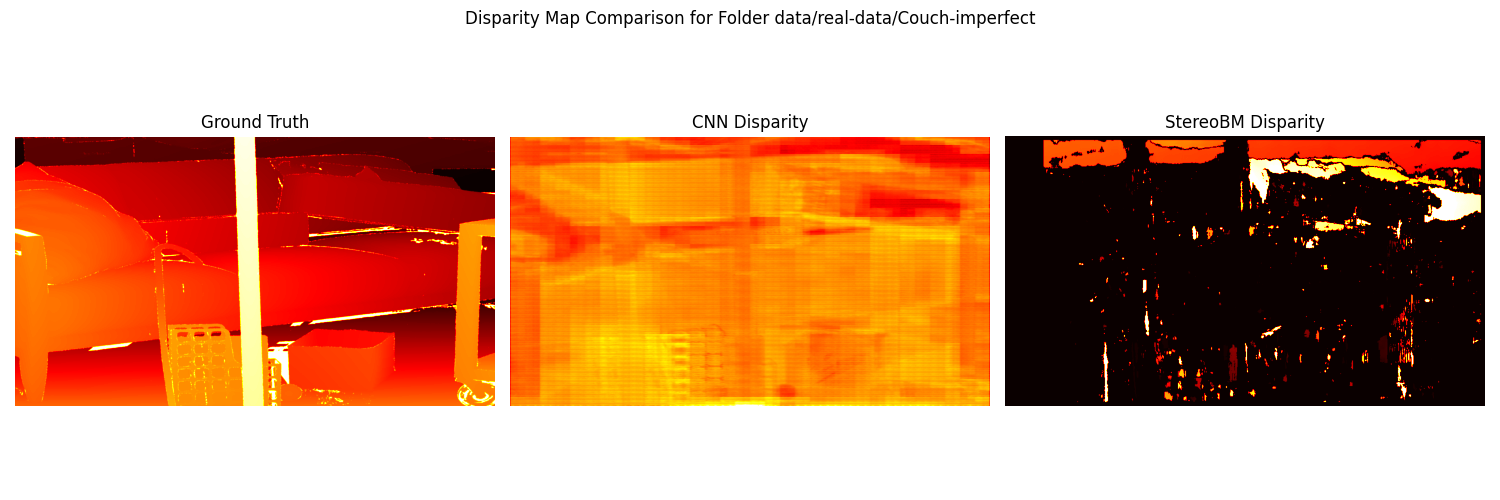 Disparity Map Comparison for Folder data/real-data/Couch-imperfect
Ground Truth
CNN Disparity
StereoBM Disparity